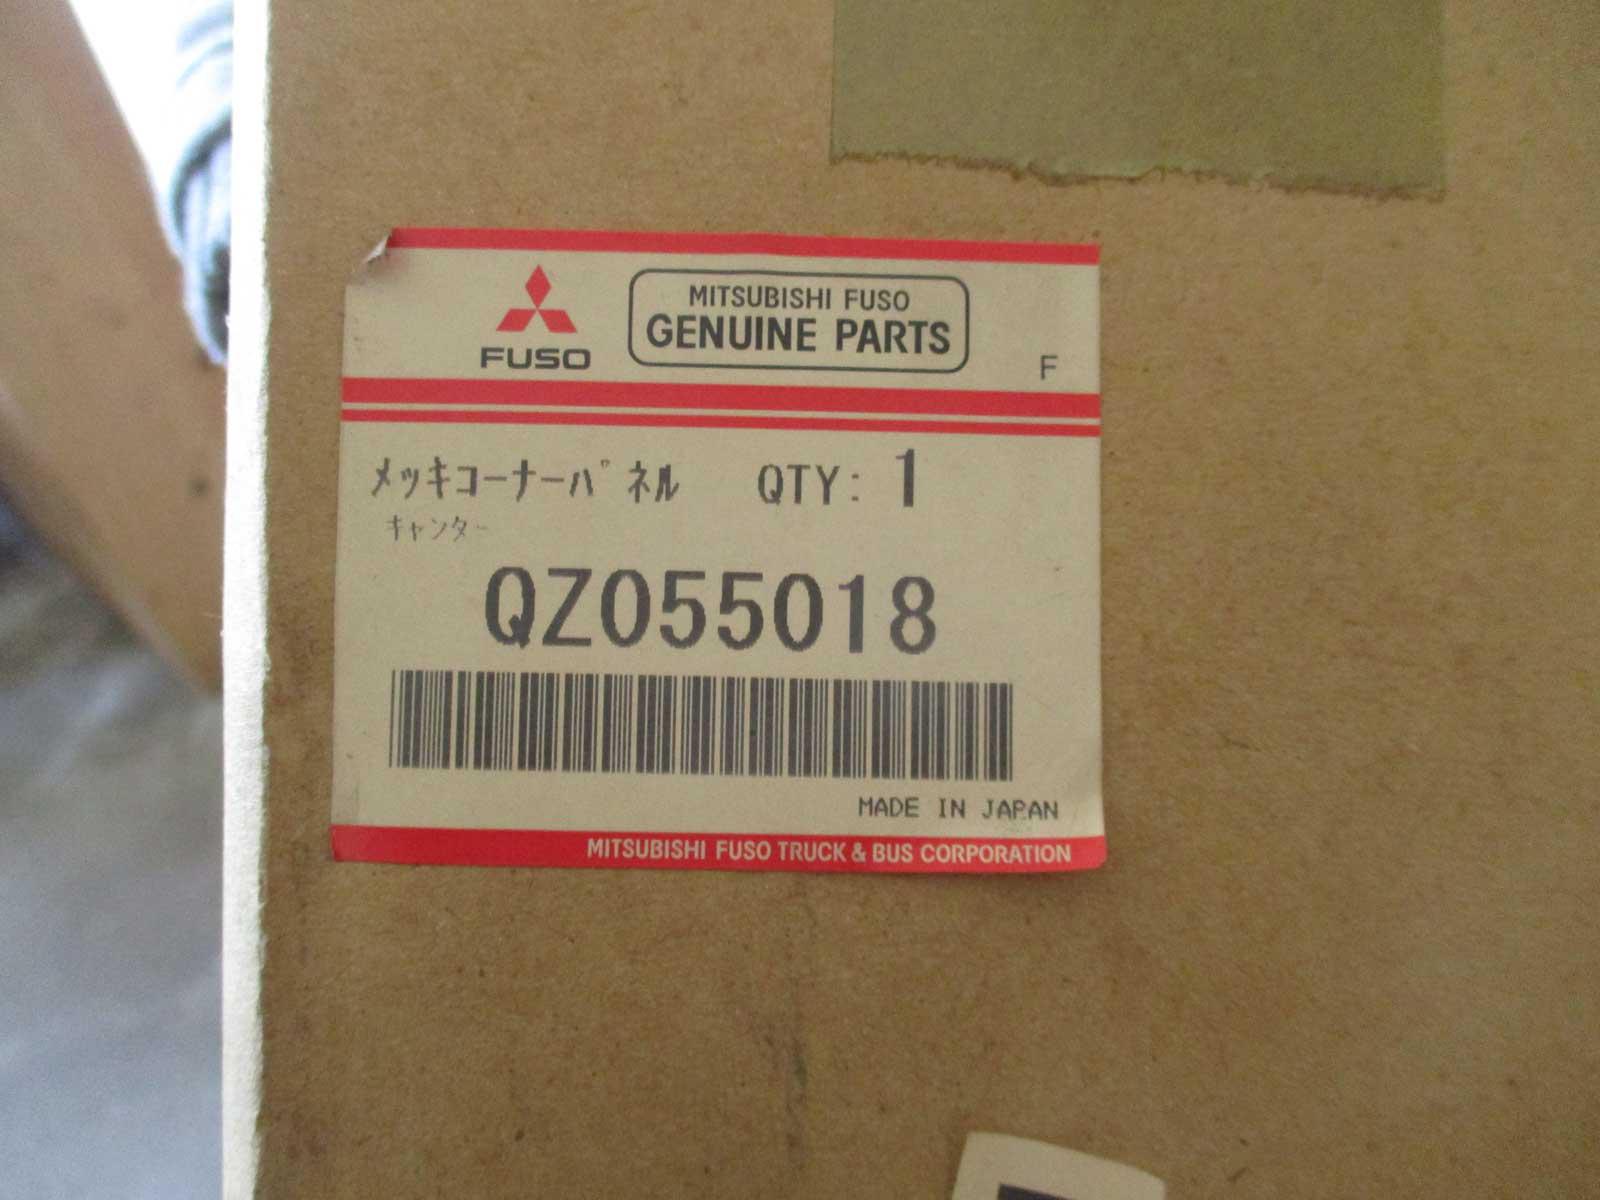 FUSO
MITSUBISHI FUSO
GENUINE PARTS
F
メッキコーナーパネル QTY: 1
キャンター
QZ055018
MADE IN JAPAN
MITSUBISHI FUSO TRUCK & BUS CORPORATION